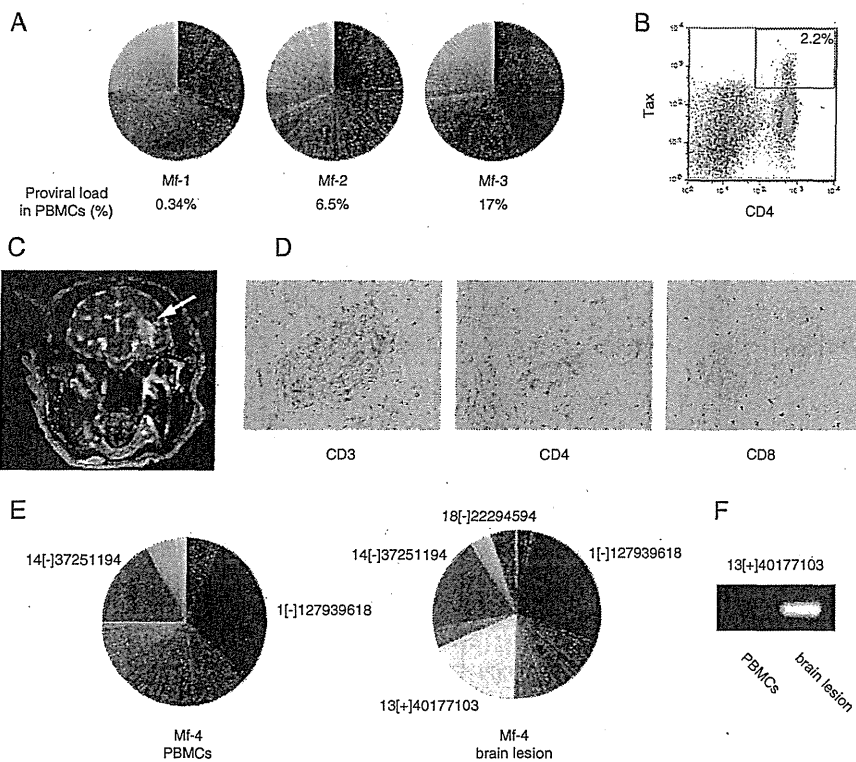 A
Mf-1
Mf-2
Mf-3
Proviral load
in PBMCs (%)
0.34%
6.5%
17%
B
2.2%
Tax
CD4
C
D
CD3
CD4
CD8
E
14[-]37251194
1[-]127939618
Mf-4
PBMCs
18[-]22294594
14[-]37251194
1[-]127939618
13[+]40177103
Mf-4
brain lesion
F
13[+]40177103
PBMCs
brain lesion